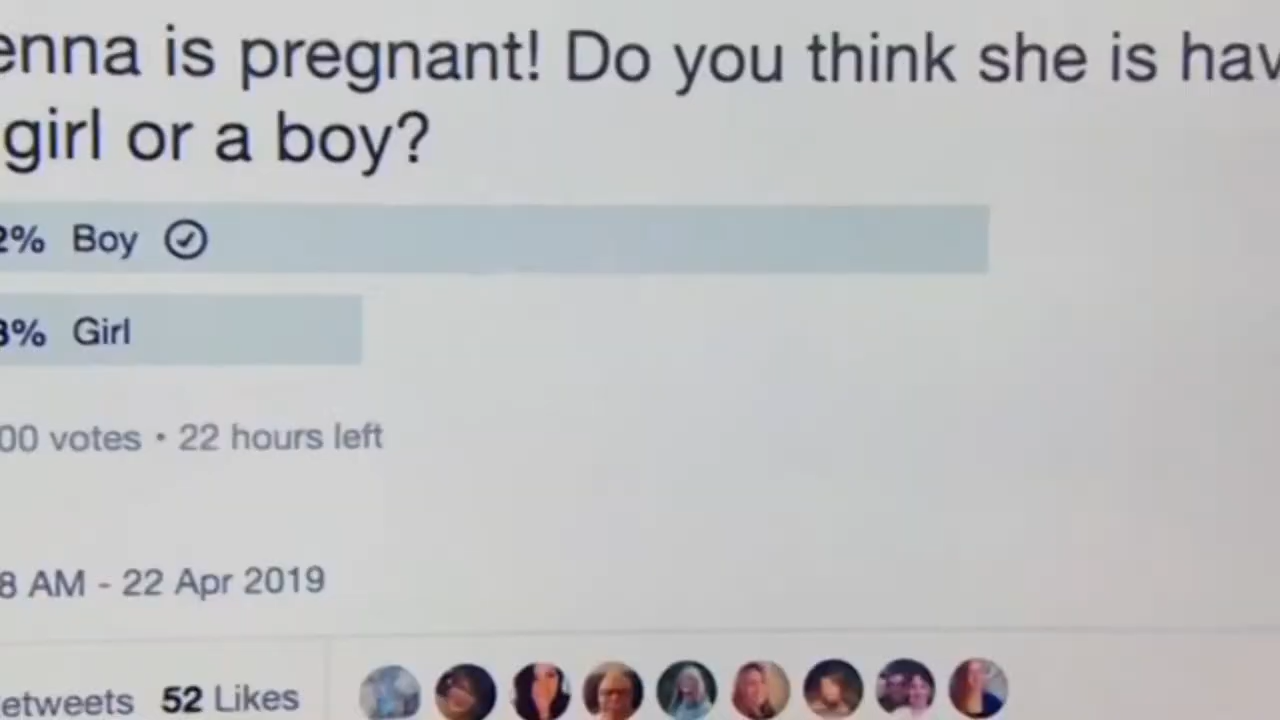 enna is pregnant! Do you think she is hav
girl or a boy?
2% Boy
3% Girl
00 votes • 22 hours left
8 AM - 22 Apr 2019
etweets 52 Likes